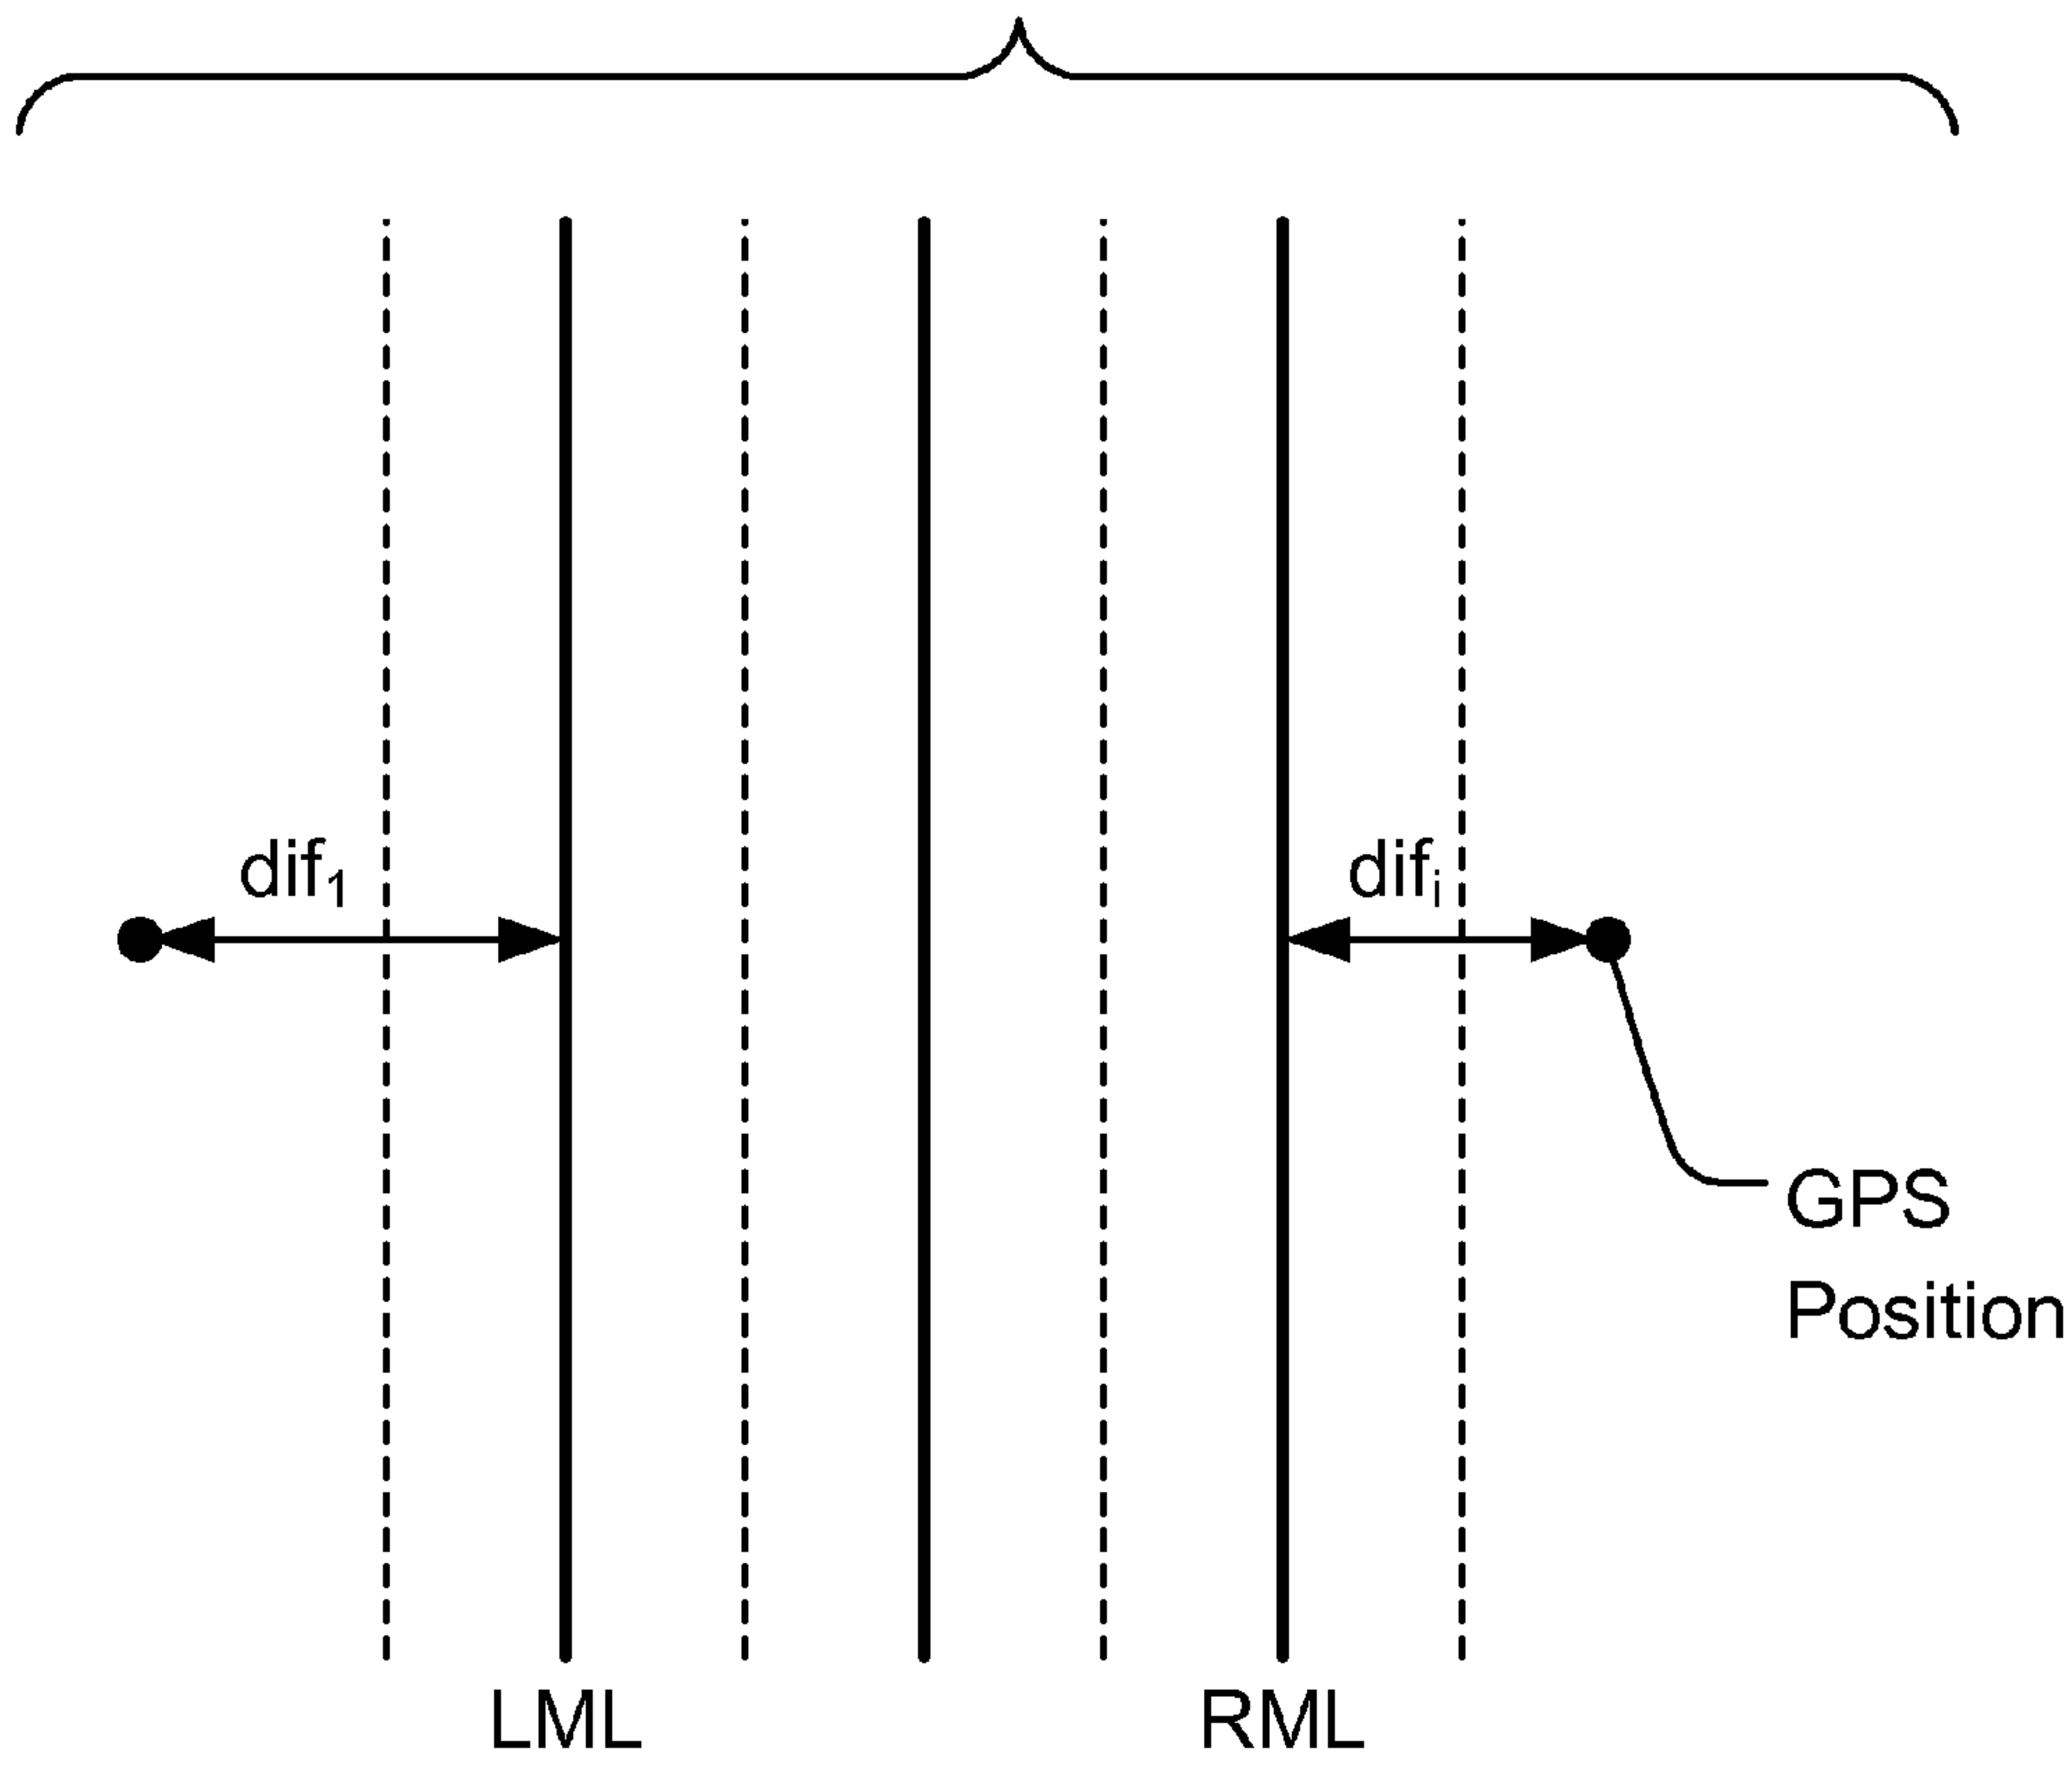 dif₁
difᵢ
GPS
Position
LML
RML